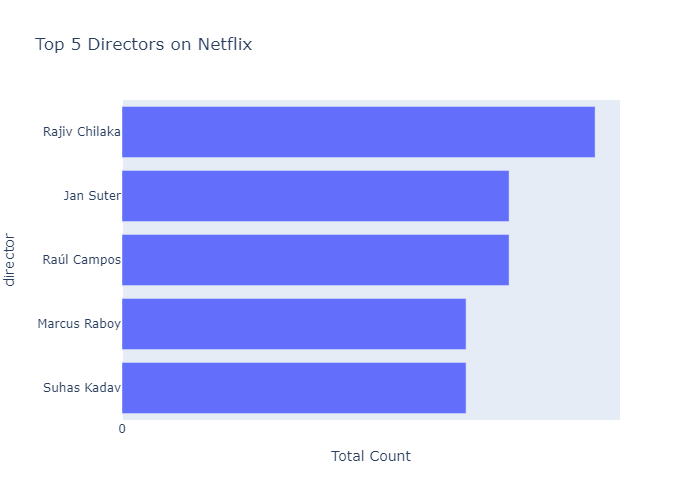 Top 5 Directors on Netflix
director
Rajiv Chilaka
Jan Suter
Raúl Campos
Marcus Raboy
Suhas Kadav
0
Total Count